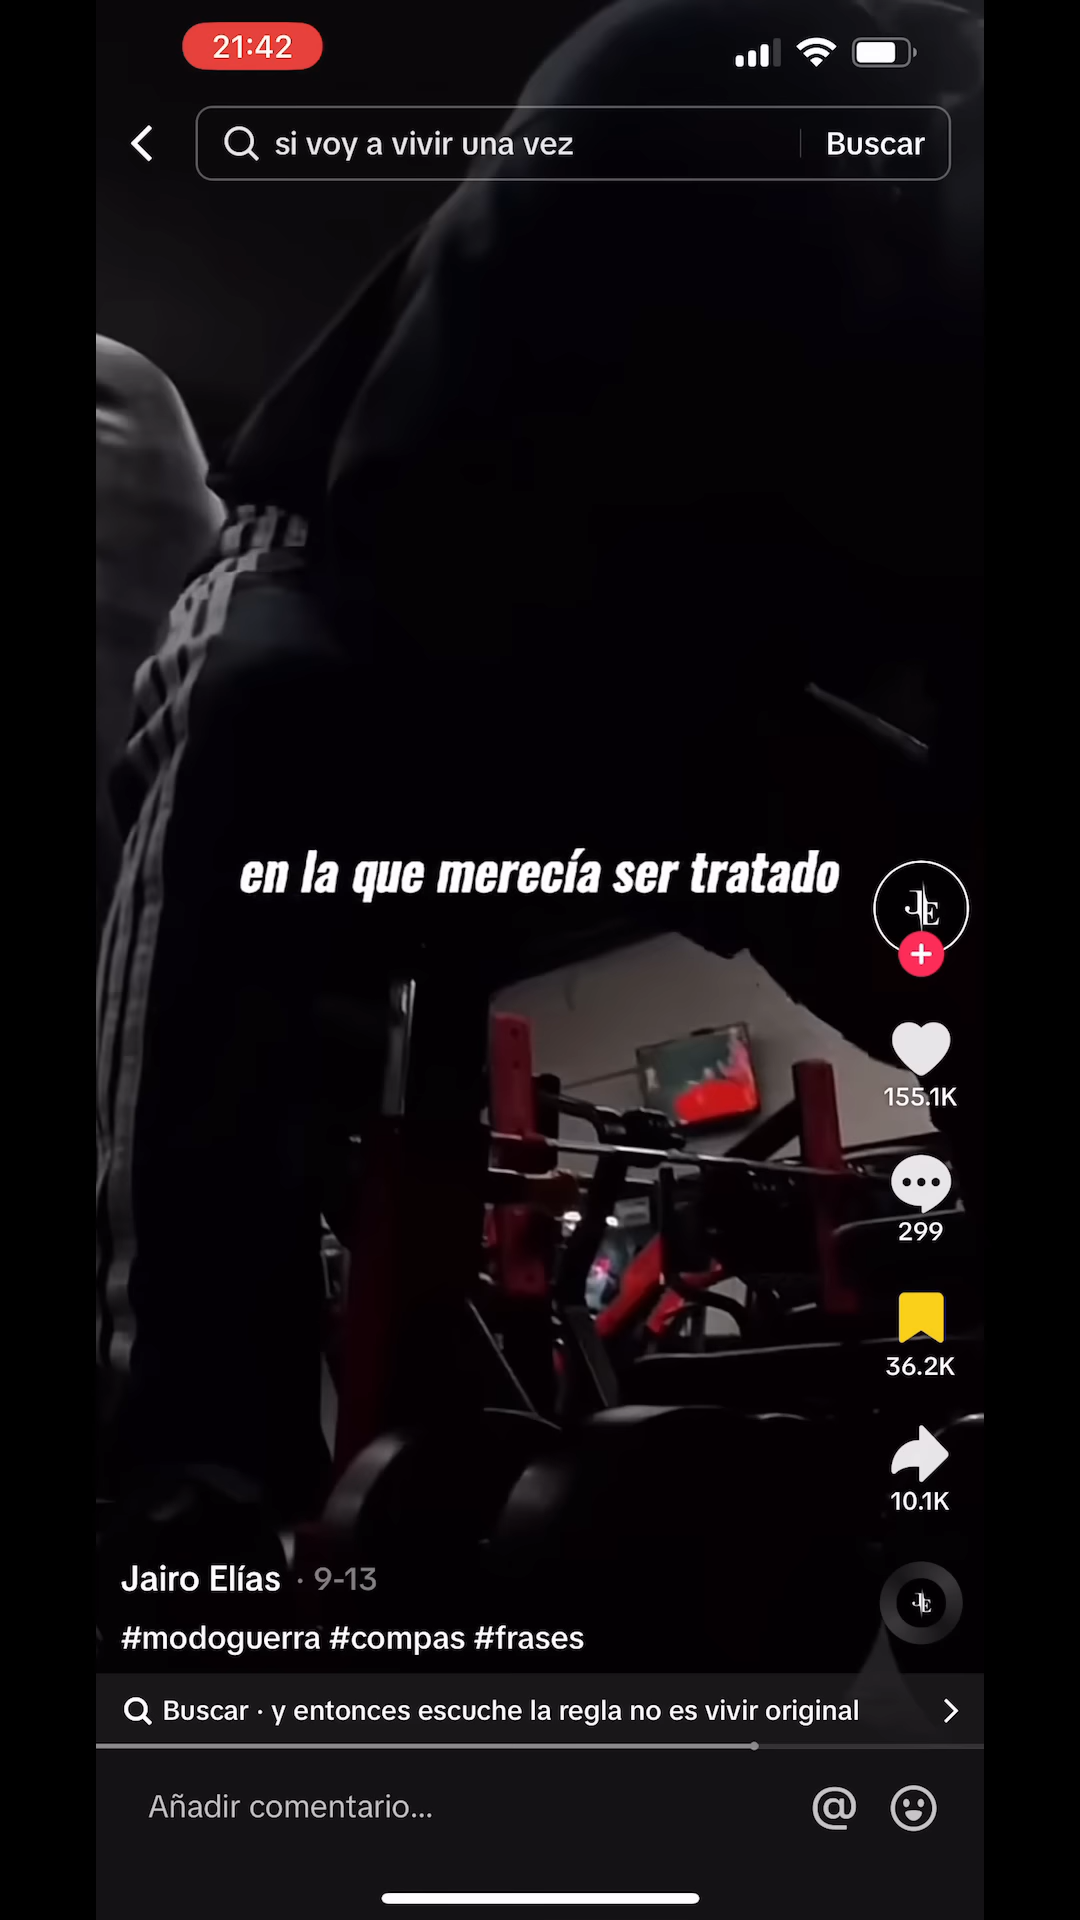 21:42
si voy a vivir una vez
Buscar
en la que merecía ser tratado
JE
155.1K
299
36.2K
10.1K
Jairo Elías · 9-13
JE
#modoguerra #compas #frases
Buscar · y entonces escuche la regla no es vivir original
Añadir comentario...